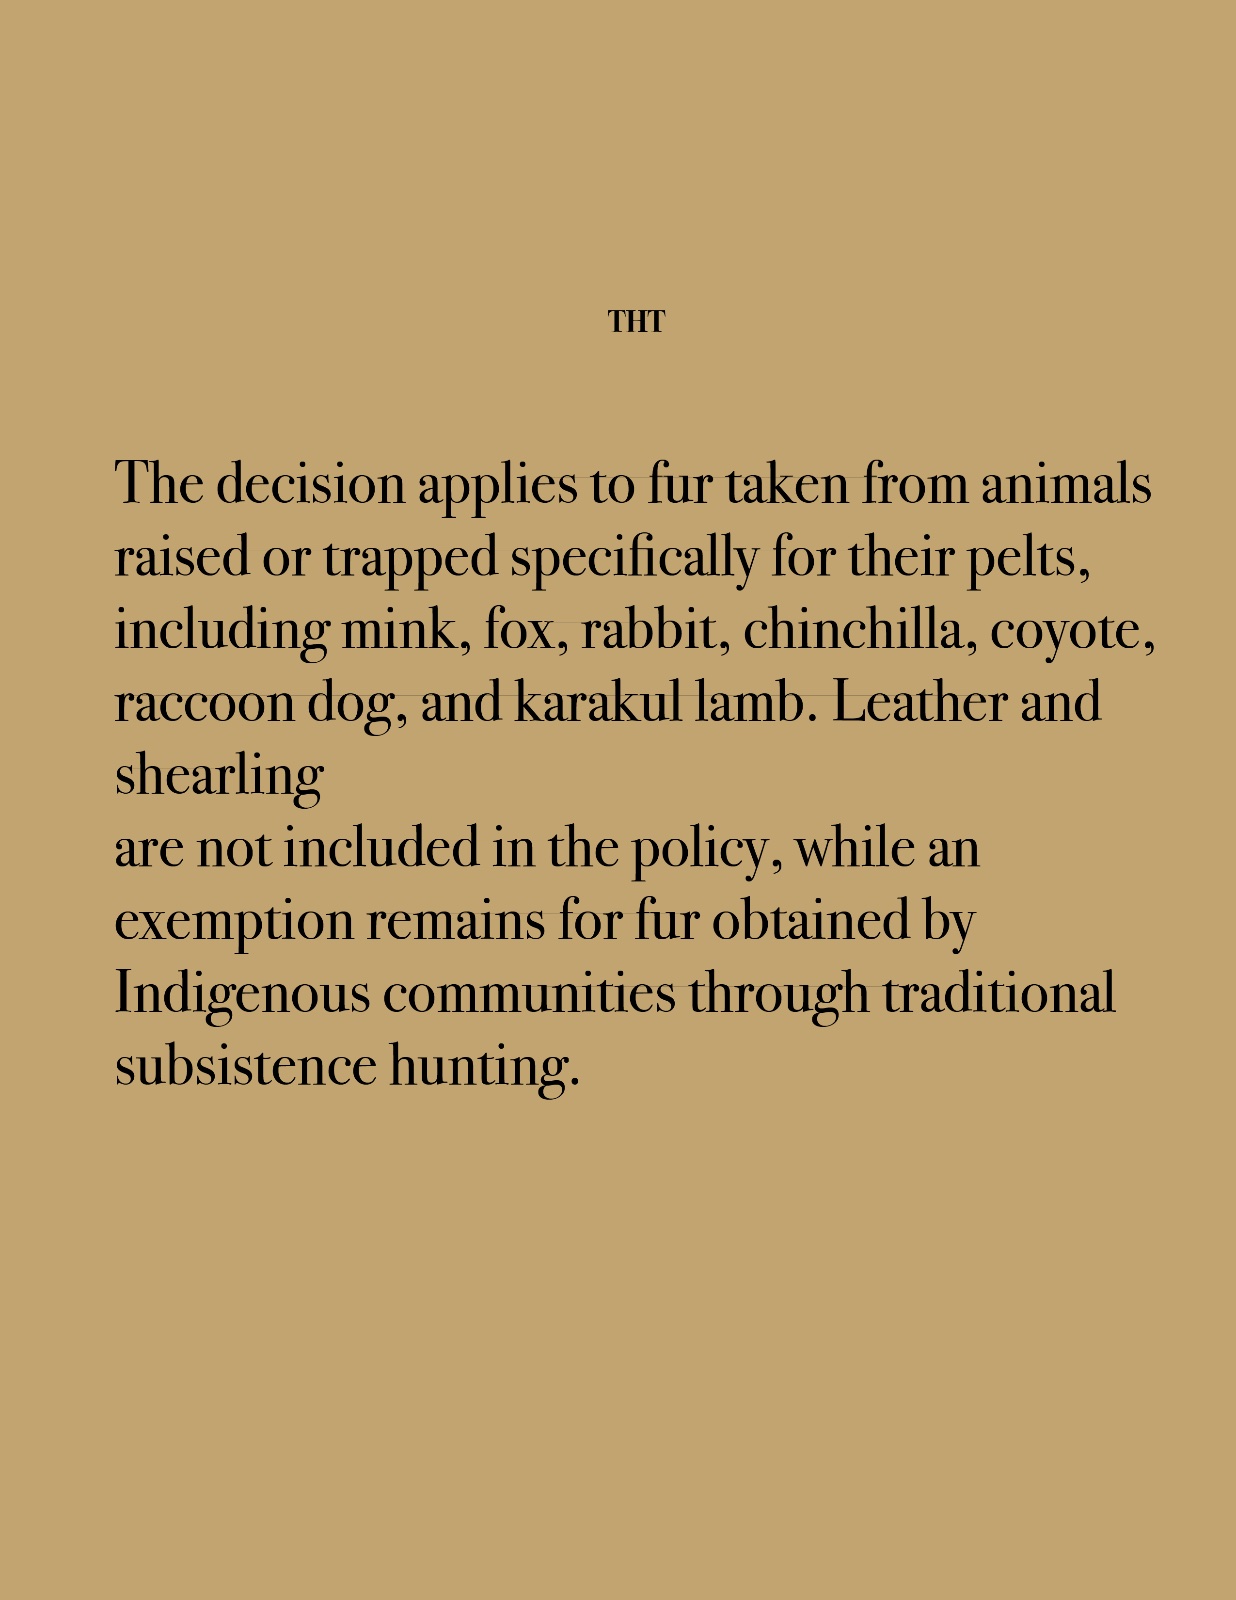 THT
The decision applies to fur taken from animals
raised or trapped specifically for their pelts,
including mink, fox, rabbit, chinchilla, coyote,
raccoon dog, and karakul lamb. Leather and
shearling
are not included in the policy, while an
exemption remains for fur obtained by
Indigenous communities through traditional
subsistence hunting.